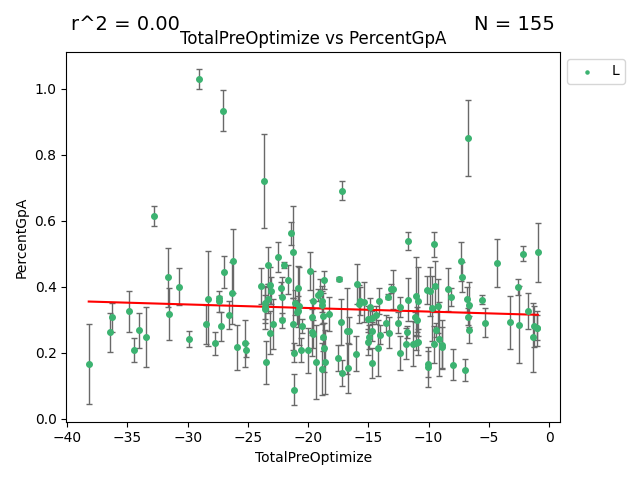 r^2 = 0.00
N = 155
TotalPreOptimize vs PercentGpA
L
1.0
0.8
0.6
0.4
0.2
0.0
PercentGpA
−40 −35 −30 −25 −20 −15 −10 −5 0
TotalPreOptimize